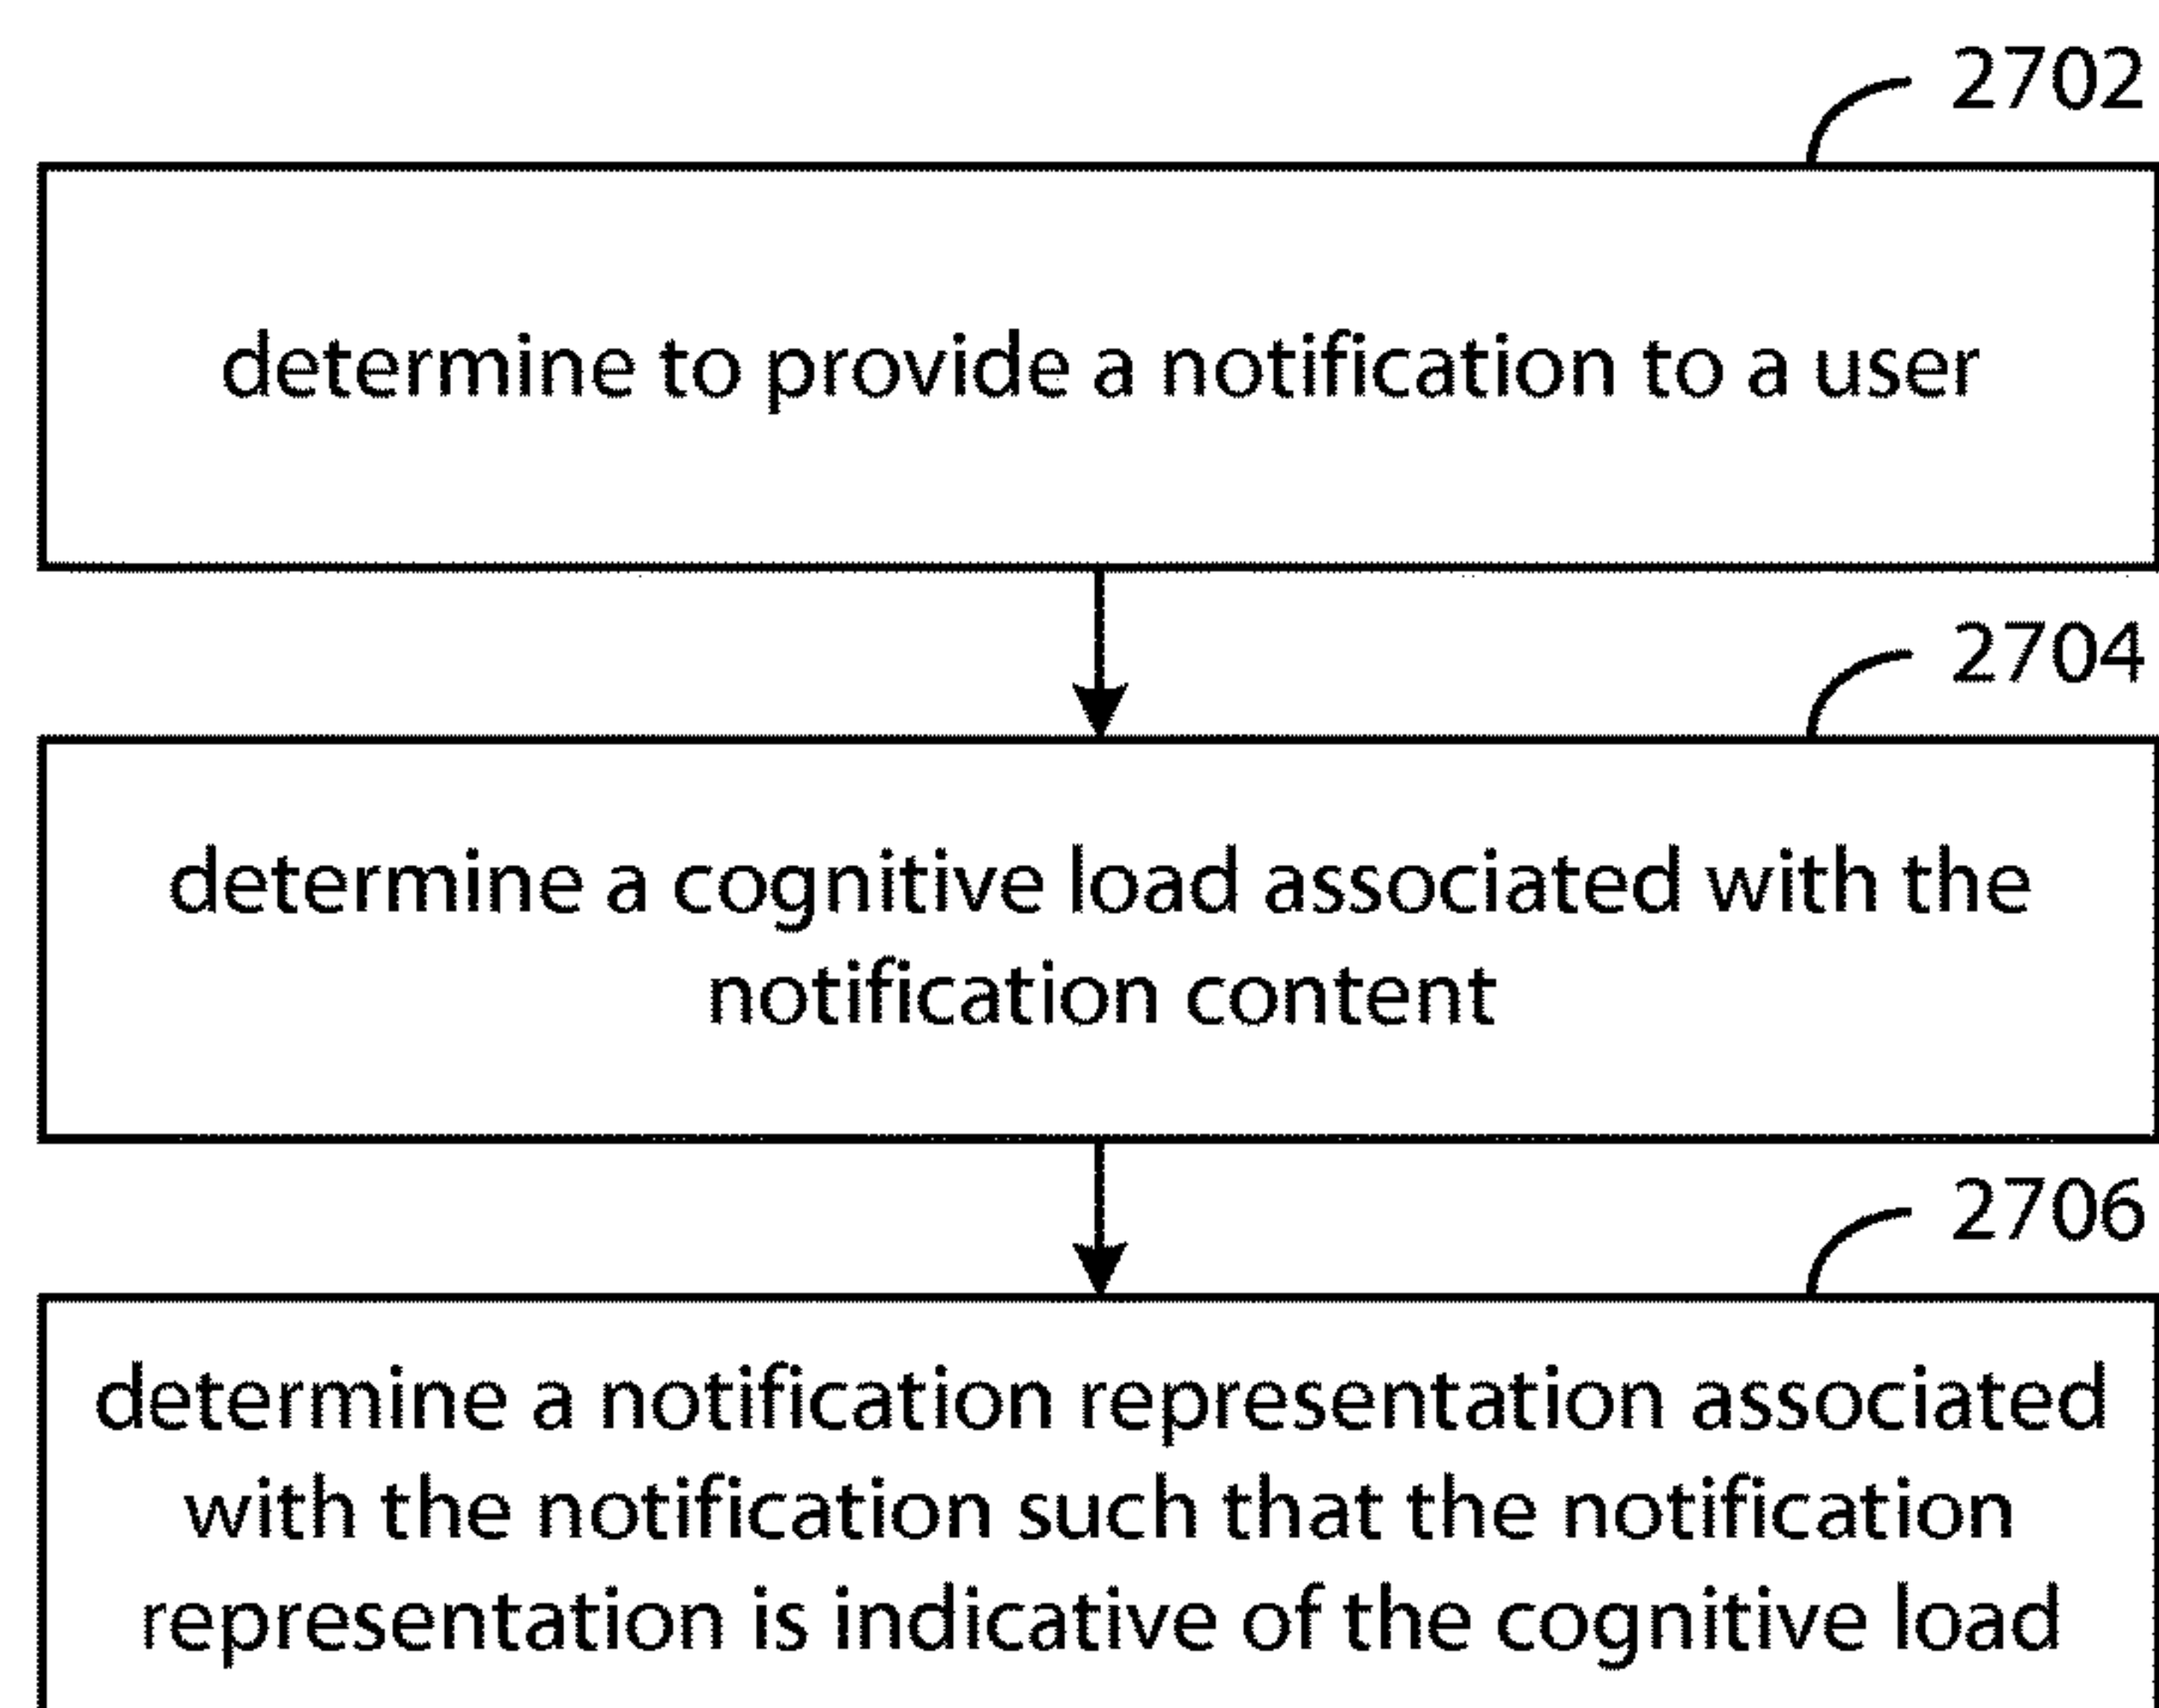 2702
determine to provide a notification to a user
2704
determine a cognitive load associated with the
notification content
2706
determine a notification representation associated
with the notification such that the notification
representation is indicative of the cognitive load